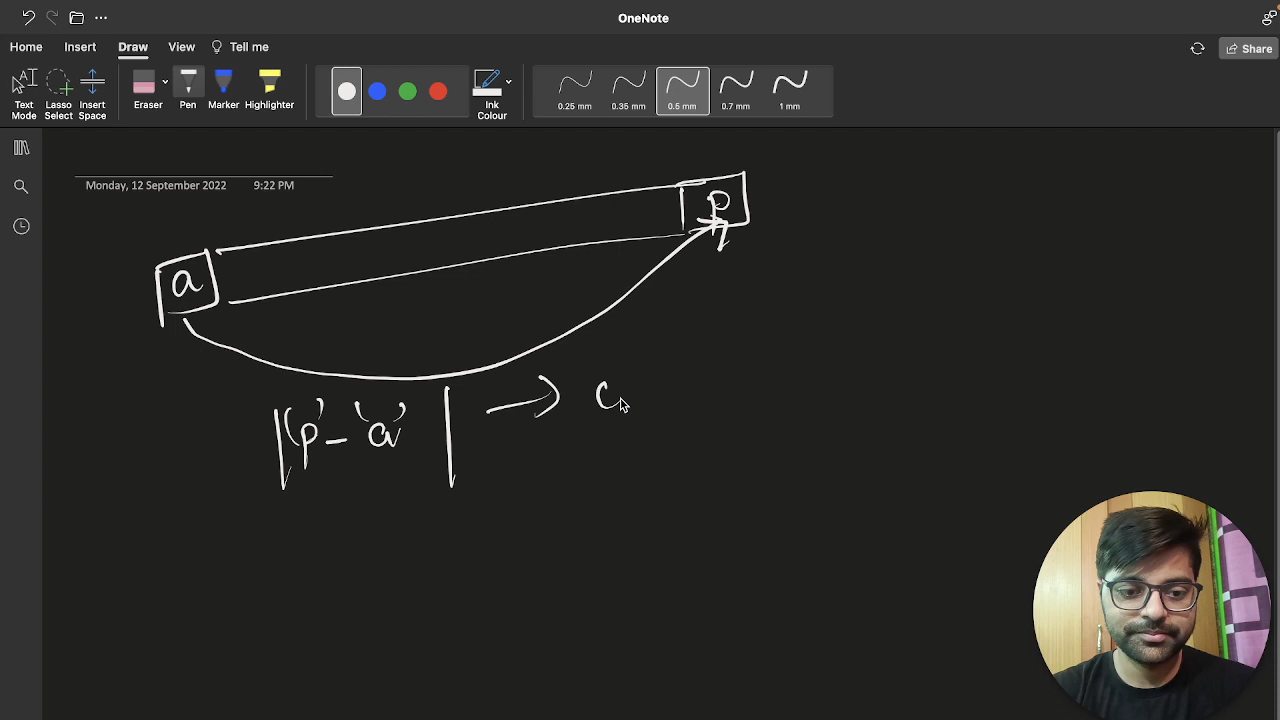 OneNote
Home Insert Draw View Tell me
Share
Text Mode
Lasso Select
Insert Space
Eraser
Pen
Marker
Highlighter
Ink Colour
0.25 mm
0.35 mm
0.5 mm
0.7 mm
1 mm
Monday, 12 September 2022 9:22 PM
p
a
|'p' - 'a'| → c